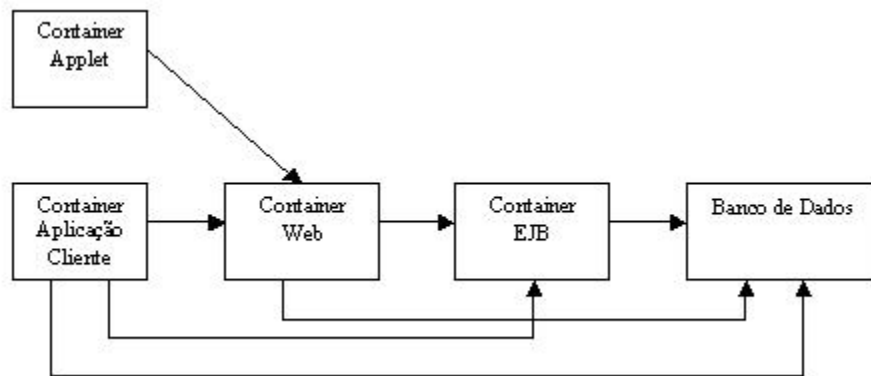 Container
Applet
Container
Aplicação
Cliente
Container
Web
Container
EJB
Banco de Dados